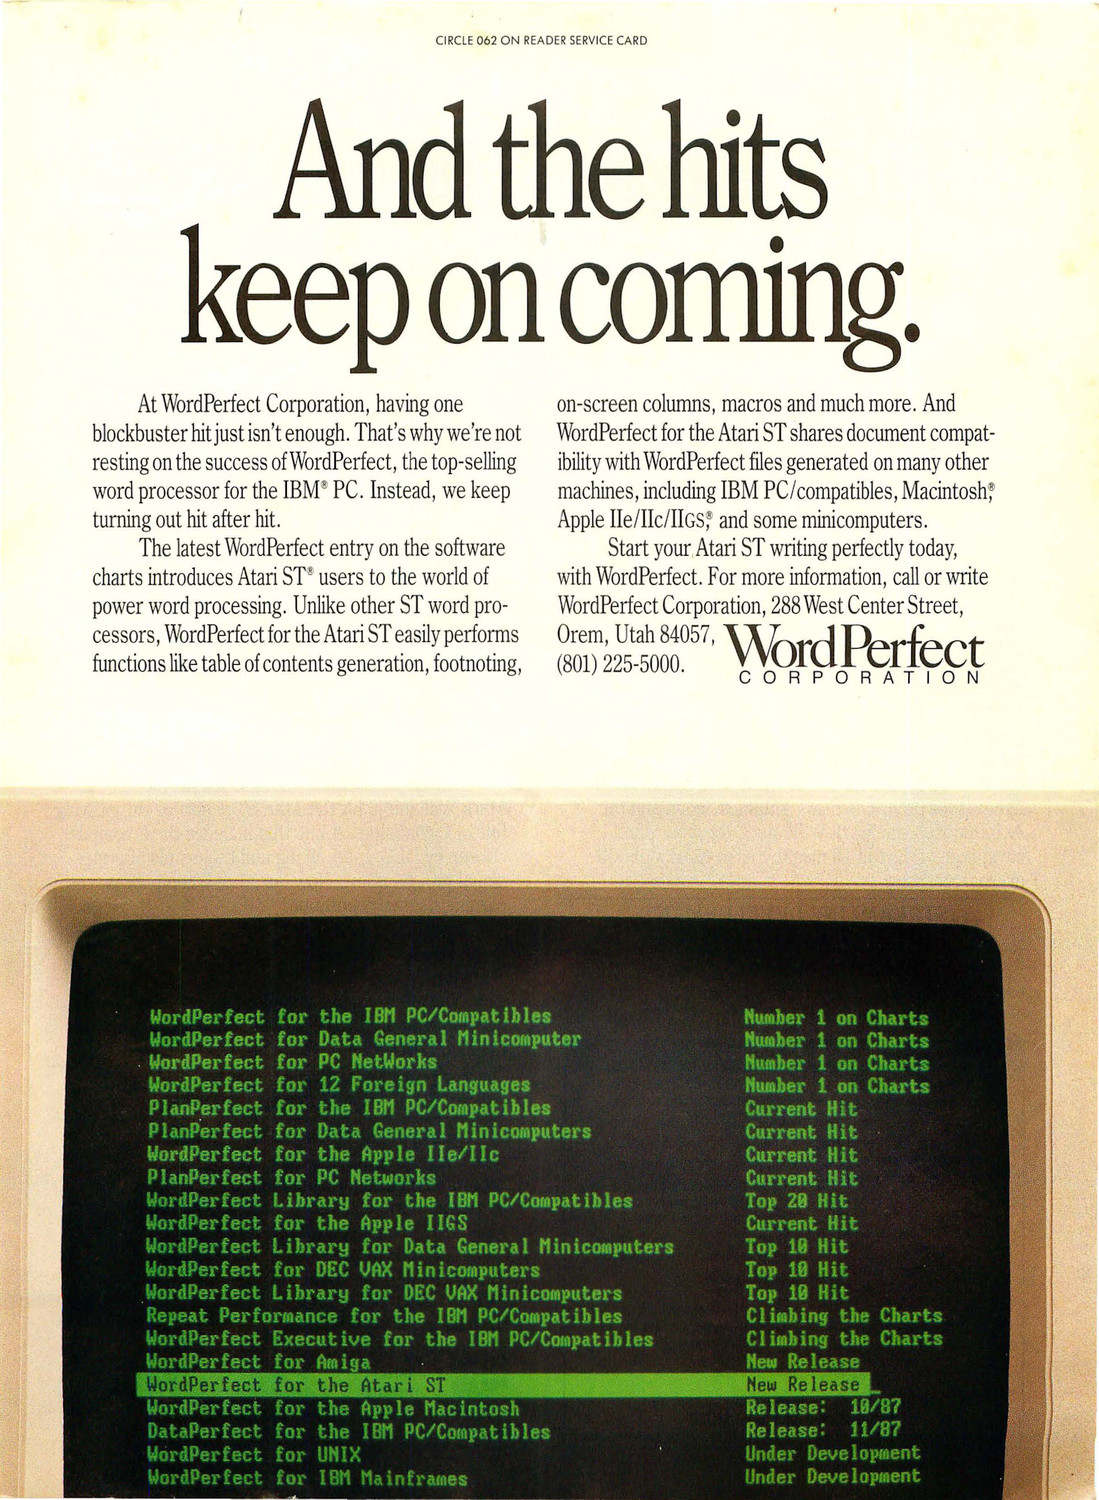 CIRCLE 062 ON READER SERVICE CARD
And the hits
keep on coming.
At WordPerfect Corporation, having one
blockbuster hit just isn't enough. That's why we're not
resting on the success of WordPerfect, the top-selling
word processor for the IBM® PC. Instead, we keep
turning out hit after hit.
The latest WordPerfect entry on the software
charts introduces Atari ST® users to the world of
power word processing. Unlike other ST word pro-
cessors, WordPerfect for the Atari ST easily performs
functions like table of contents generation, footnoting,
on-screen columns, macros and much more. And
WordPerfect for the Atari ST shares document compat-
ibility with WordPerfect files generated on many other
machines, including IBM PC/compatibles, Macintosh,®
Apple IIe/IIc/IIGS,® and some minicomputers.
Start your Atari ST writing perfectly today,
with WordPerfect. For more information, call or write
WordPerfect Corporation, 288 West Center Street,
Orem, Utah 84057,
(801) 225-5000.
WordPerfect
CORPORATION
WordPerfect for the IBM PC/Compatibles Number 1 on Charts
WordPerfect for Data General Minicomputer Number 1 on Charts
WordPerfect for PC NetWorks Number 1 on Charts
WordPerfect for 12 Foreign Languages Number 1 on Charts
PlanPerfect for the IBM PC/Compatibles Current Hit
PlanPerfect for Data General Minicomputers Current Hit
WordPerfect for the Apple IIe/IIc Current Hit
PlanPerfect for PC Networks Current Hit
WordPerfect Library for the IBM PC/Compatibles Top 20 Hit
WordPerfect for the Apple IIGS Current Hit
WordPerfect Library for Data General Minicomputers Top 10 Hit
WordPerfect for DEC VAX Minicomputers Top 10 Hit
WordPerfect Library for DEC VAX Minicomputers Top 10 Hit
Repeat Performance for the IBM PC/Compatibles Climbing the Charts
WordPerfect Executive for the IBM PC/Compatibles Climbing the Charts
WordPerfect for Amiga New Release
WordPerfect for the Atari ST New Release _
WordPerfect for the Apple Macintosh Release: 10/87
DataPerfect for the IBM PC/Compatibles Release: 11/87
WordPerfect for UNIX Under Development
WordPerfect for IBM Mainframes Under Development